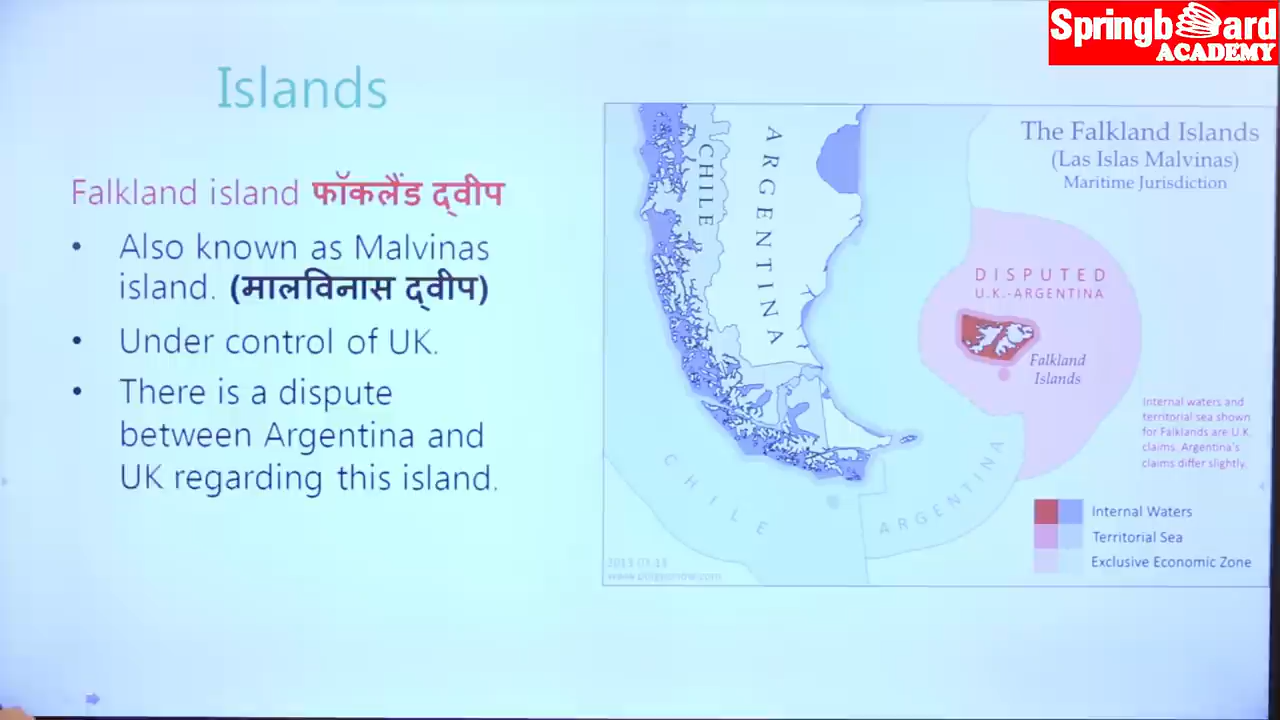 Springboard
ACADEMY
Islands
Falkland island फॉकलैंड द्वीप
• Also known as Malvinas
island. (मालविनास द्वीप)
• Under control of UK.
• There is a dispute
between Argentina and
UK regarding this island.
The Falkland Islands
(Las Islas Malvinas)
Maritime Jurisdiction
CHILE
ARGENTINA
DISPUTED
U.K.-ARGENTINA
Falkland
Islands
Internal waters and
territorial sea shown
for Falklands are U.K.
claims. Argentina's
claims differ slightly.
CHILE
ARGENTINA
Internal Waters
Territorial Sea
Exclusive Economic Zone